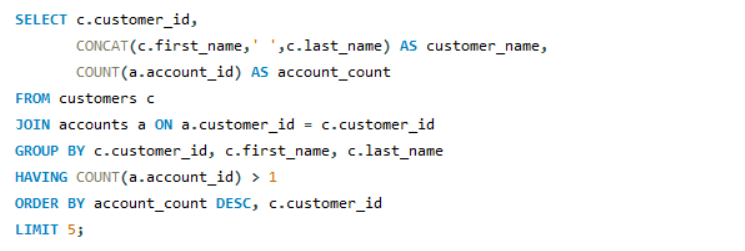 SELECT c.customer_id,
       CONCAT(c.first_name,' ',c.last_name) AS customer_name,
       COUNT(a.account_id) AS account_count
FROM customers c
JOIN accounts a ON a.customer_id = c.customer_id
GROUP BY c.customer_id, c.first_name, c.last_name
HAVING COUNT(a.account_id) > 1
ORDER BY account_count DESC, c.customer_id
LIMIT 5;